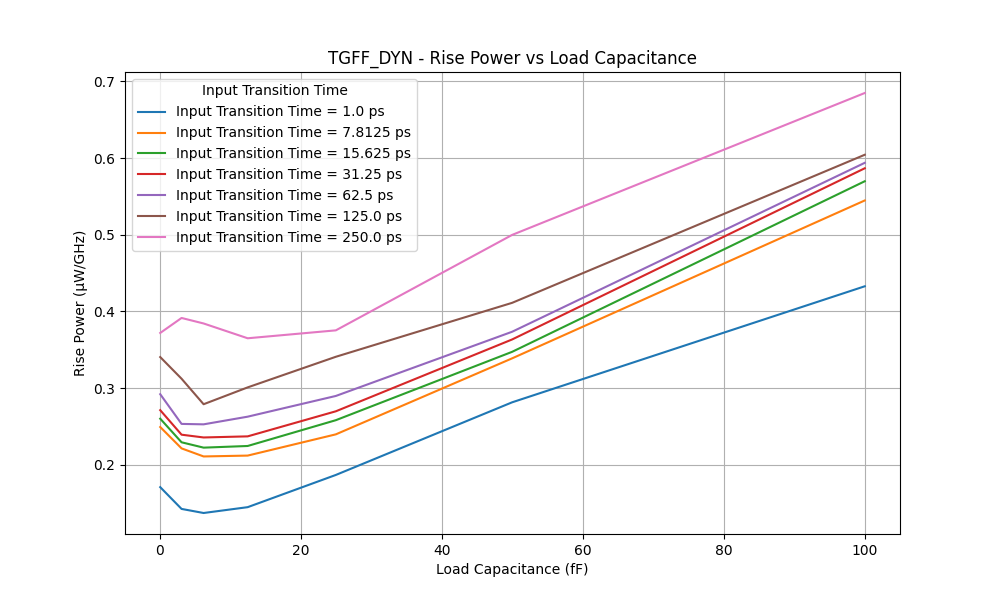 TGFF_DYN - Rise Power vs Load Capacitance
Input Transition Time
Input Transition Time = 1.0 ps
Input Transition Time = 7.8125 ps
Input Transition Time = 15.625 ps
Input Transition Time = 31.25 ps
Input Transition Time = 62.5 ps
Input Transition Time = 125.0 ps
Input Transition Time = 250.0 ps
Rise Power (μW/GHz)
0.7
0.6
0.5
0.4
0.3
0.2
0 20 40 60 80 100
Load Capacitance (fF)